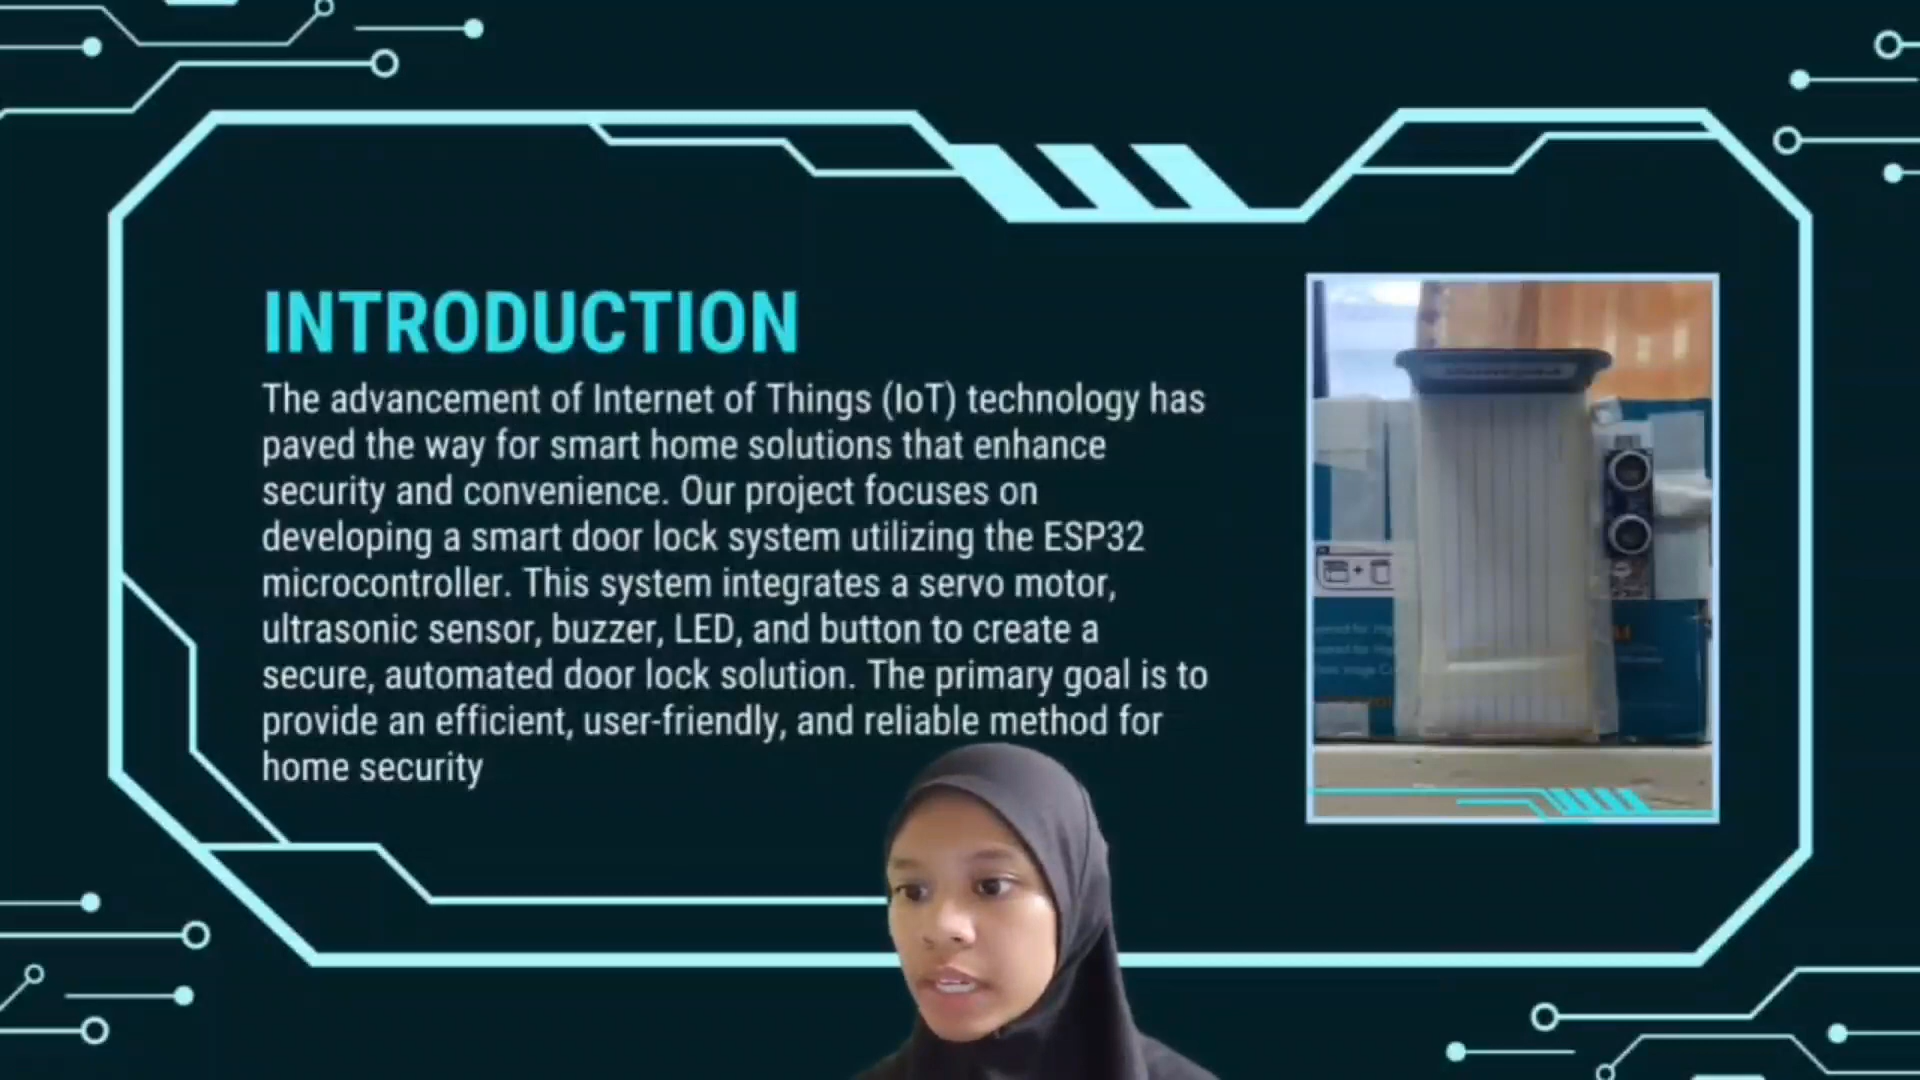 INTRODUCTION
The advancement of Internet of Things (IoT) technology has
paved the way for smart home solutions that enhance
security and convenience. Our project focuses on
developing a smart door lock system utilizing the ESP32
microcontroller. This system integrates a servo motor,
ultrasonic sensor, buzzer, LED, and button to create a
secure, automated door lock solution. The primary goal is to
provide an efficient, user-friendly, and reliable method for
home security